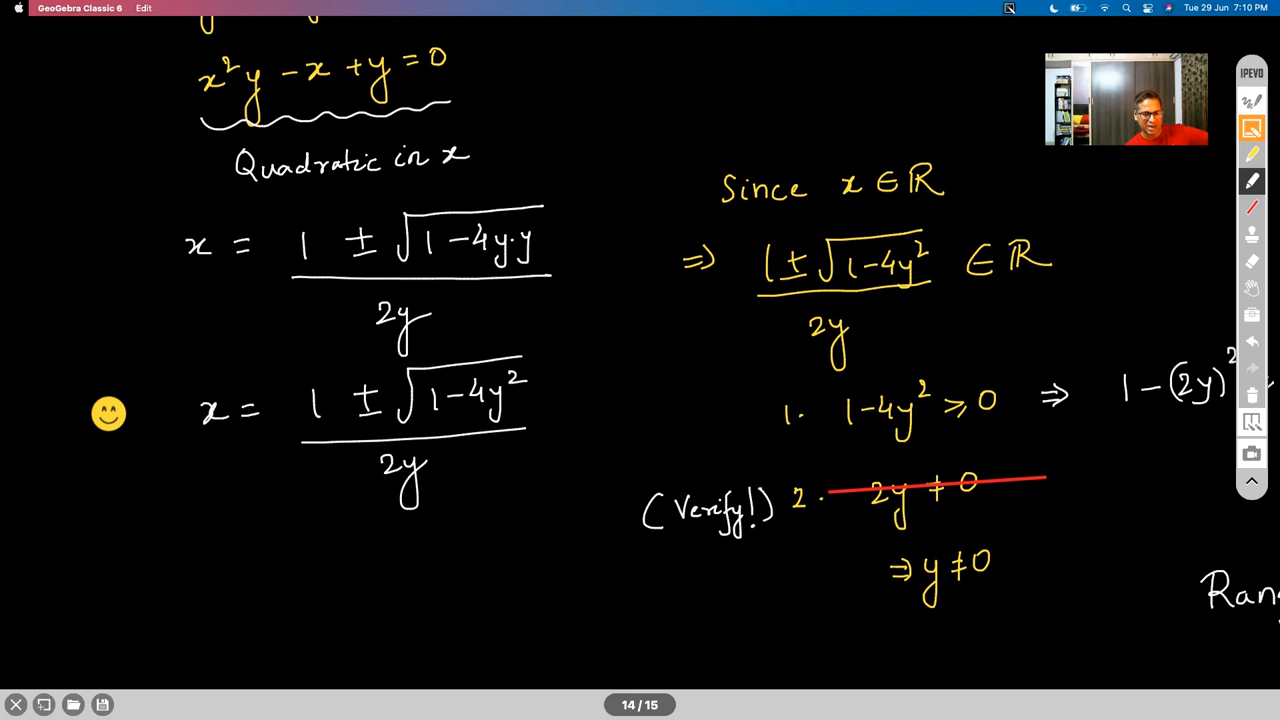 GeoGebra Classic 6 Edit Tue 29 Jun 7:10 PM
IPEVO
x²y - x + y = 0
Quadratic in x
x = (1 ± √(1-4y·y)) / 2y
x = (1 ± √(1-4y²)) / 2y
Since x ∈ ℝ
⇒ (1 ± √(1-4y²)) / 2y ∈ ℝ
1. 1-4y² ≥ 0 ⇒ 1-(2y)²
(Verify!) 2. 2y ≠ 0
⇒ y ≠ 0
Ran
14 / 15